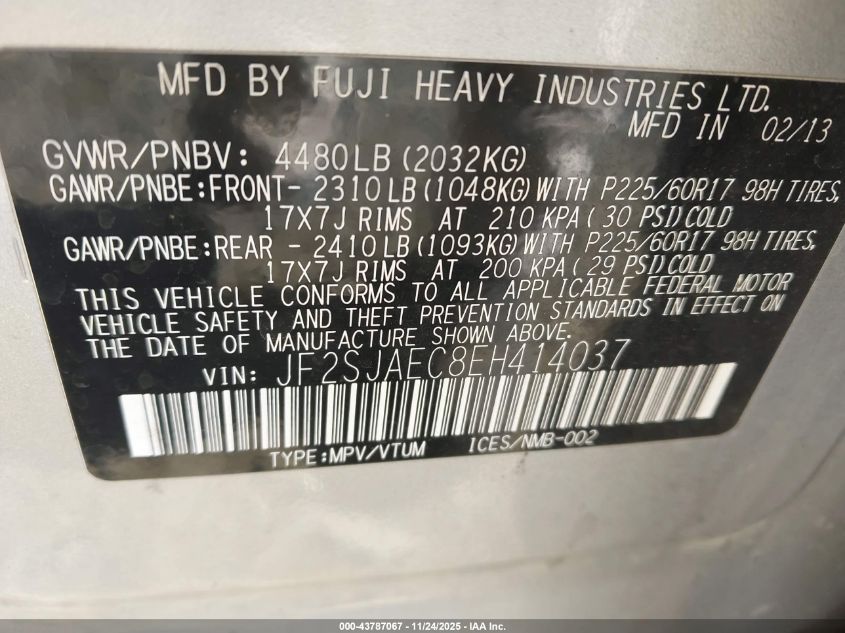 MFD BY FUJI HEAVY INDUSTRIES LTD.
MFD IN 02/13
GVWR/PNBV: 4480LB (2032KG)
GAWR/PNBE:FRONT- 2310LB (1048KG) WITH P225/60R17 98H TIRES,
17X7J RIMS AT 210 KPA ( 30 PSI) COLD
GAWR/PNBE:REAR - 2410LB (1093KG) WITH P225/60R17 98H TIRES,
17X7J RIMS AT 200 KPA ( 29 PSI) COLD
THIS VEHICLE CONFORMS TO ALL APPLICABLE FEDERAL MOTOR
VEHICLE SAFETY AND THEFT PREVENTION STANDARDS IN EFFECT ON
THE DATE OF MANUFACTURE SHOWN ABOVE.
VIN: JF2SJAEC8EH414037
TYPE:MPV/VTUM ICES/NMB-002
000-43787067 - 11/24/2025 - IAA Inc.